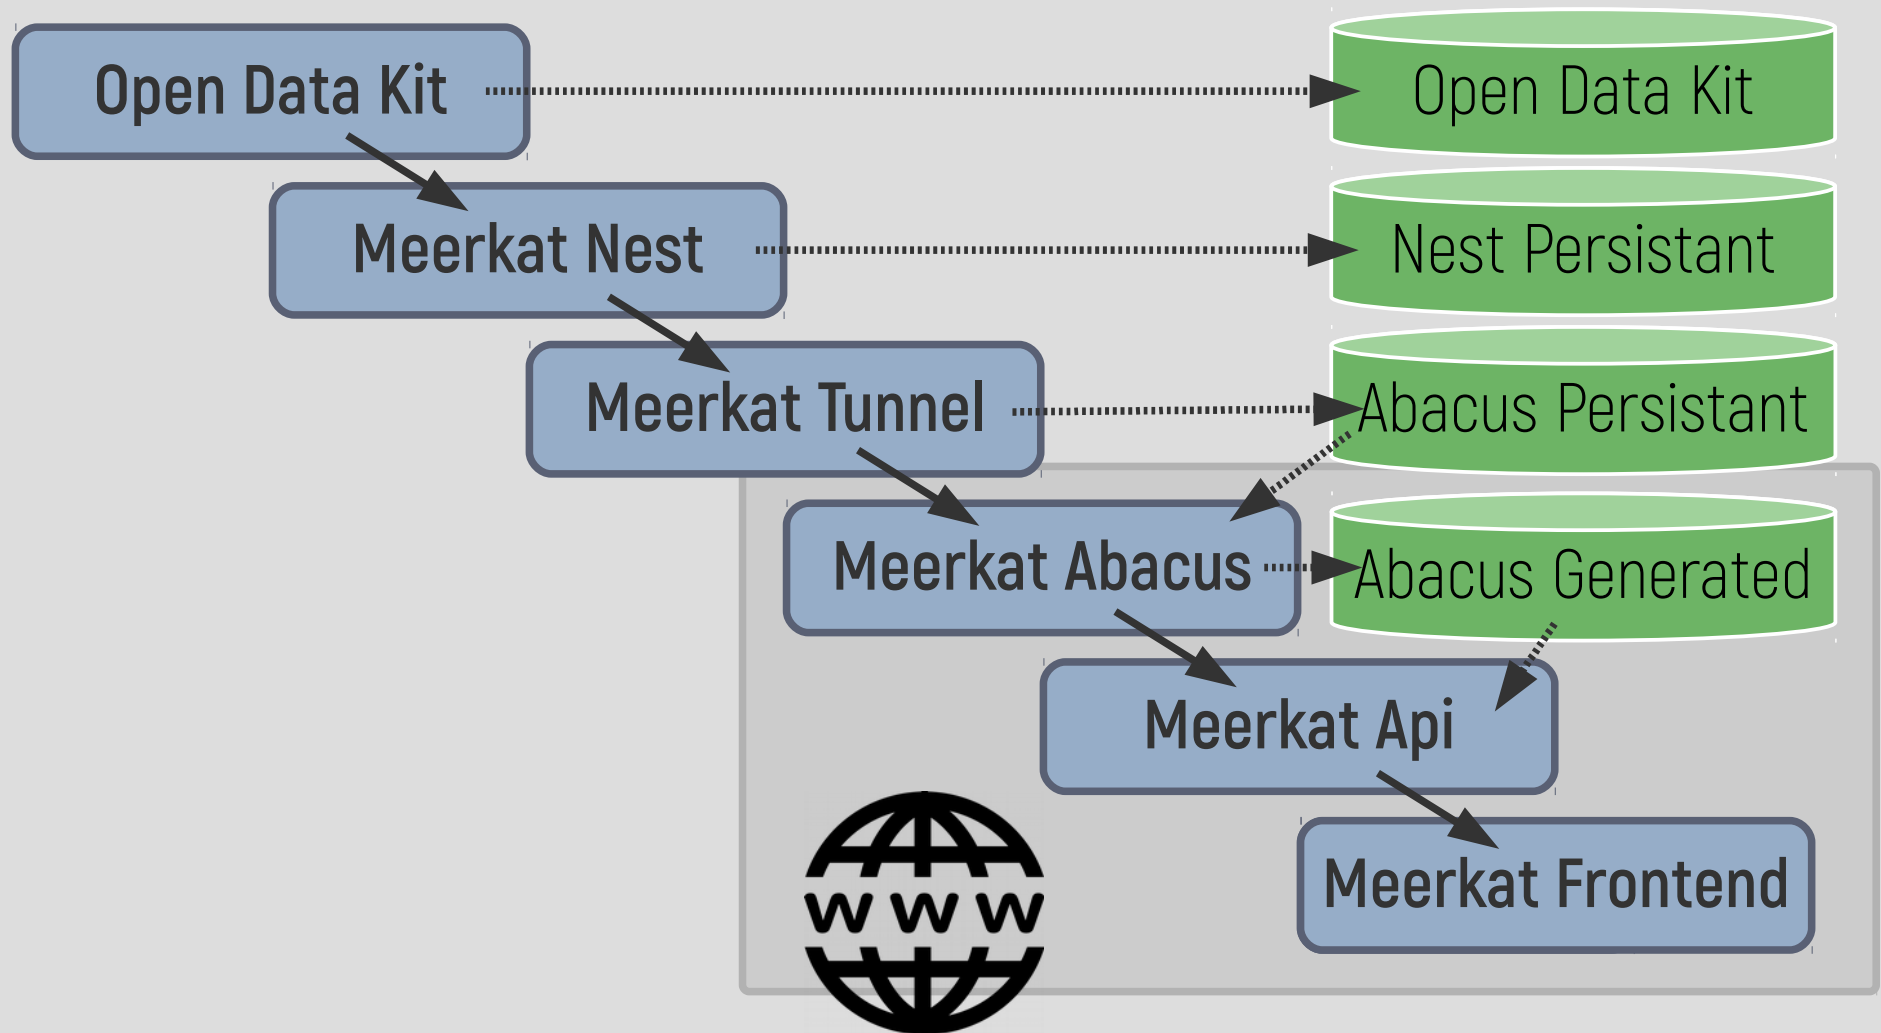 Open Data Kit
Open Data Kit
Meerkat Nest
Nest Persistant
Meerkat Tunnel
Abacus Persistant
Meerkat Abacus
Abacus Generated
Meerkat Api
Meerkat Frontend
www